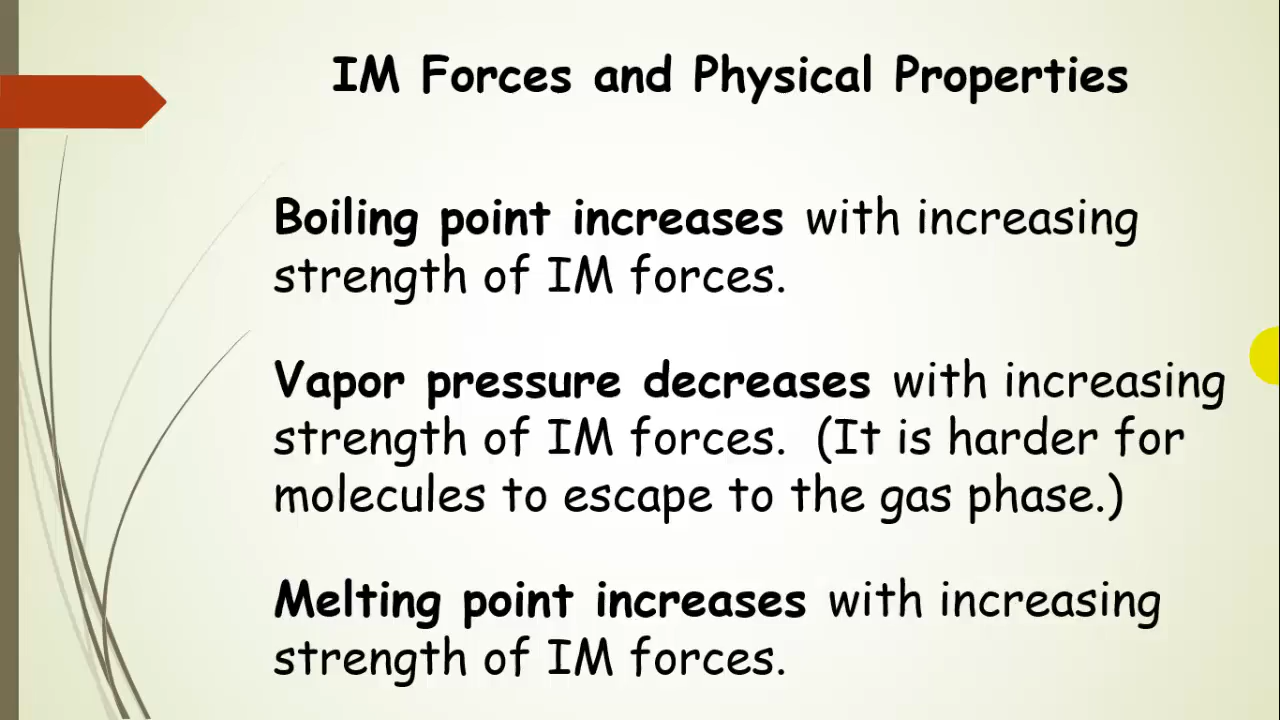 IM Forces and Physical Properties
Boiling point increases with increasing
strength of IM forces.
Vapor pressure decreases with increasing
strength of IM forces.  (It is harder for
molecules to escape to the gas phase.)
Melting point increases with increasing
strength of IM forces.